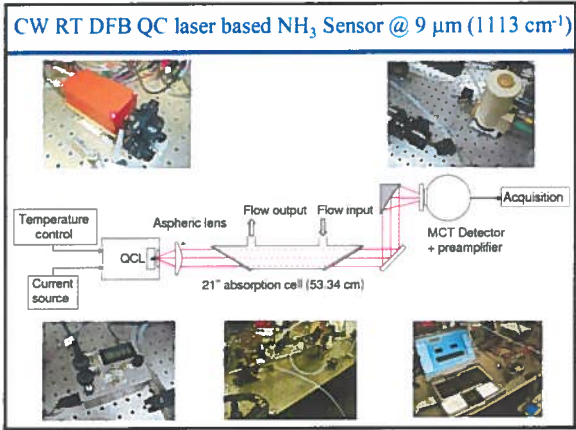 CW RT DFB QC laser based NH₃ Sensor @ 9 µm (1113 cm⁻¹)
Temperature
control
Current
source
QCL
Aspheric lens
Flow output
Flow input
21" absorption cell (53.34 cm)
MCT Detector
+ preamplifier
Acquisition